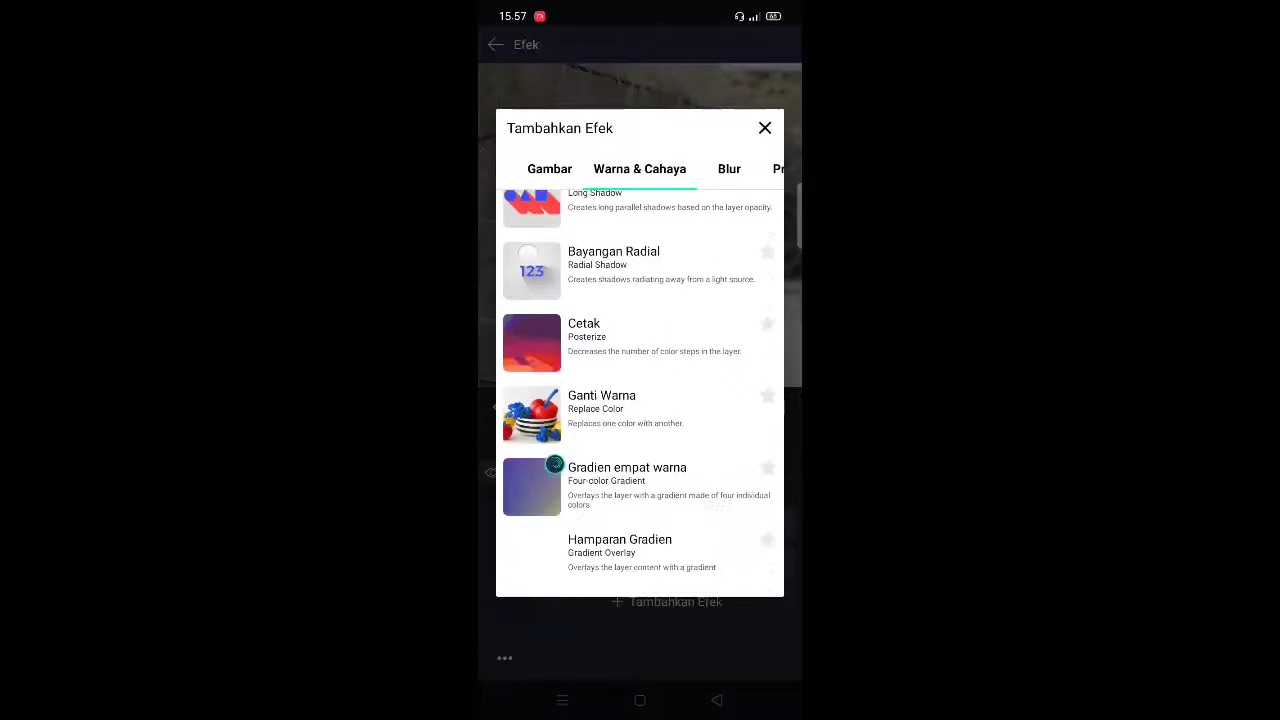 15.57
68
Efek
Tambahkan Efek
Gambar Warna & Cahaya Blur Pr
Long Shadow
Creates long parallel shadows based on the layer opacity.
Bayangan Radial
Radial Shadow
Creates shadows radiating away from a light source.
123
Cetak
Posterize
Decreases the number of color steps in the layer.
Ganti Warna
Replace Color
Replaces one color with another.
Gradien empat warna
Four-color Gradient
Overlays the layer with a gradient made of four individual
colors.
Hamparan Gradien
Gradient Overlay
Overlays the layer content with a gradient
+ Tambahkan Efek